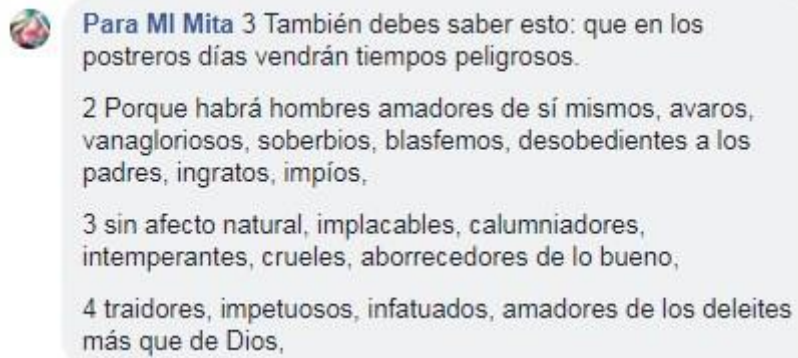 Para MI Mita 3 También debes saber esto: que en los
postreros días vendrán tiempos peligrosos.
2 Porque habrá hombres amadores de sí mismos, avaros,
vanagloriosos, soberbios, blasfemos, desobedientes a los
padres, ingratos, impíos,
3 sin afecto natural, implacables, calumniadores,
intemperantes, crueles, aborrecedores de lo bueno,
4 traidores, impetuosos, infatuados, amadores de los deleites
más que de Dios,